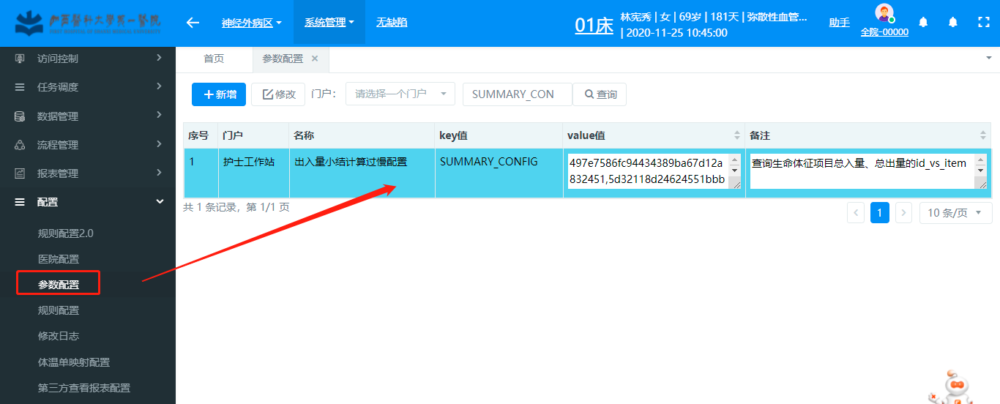 神经外病区
系统管理
无缺陷
01床
林宪秀 | 女 | 69岁 | 181天 | 弥散性血管...
| 2020-11-25 10:45:00
助手
全院-00000
访问控制
任务调度
数据管理
流程管理
报表管理
配置
规则配置2.0
医院配置
参数配置
规则配置
修改日志
体温单映射配置
第三方查看报表配置
首页
参数配置
新增
修改
门户：
请选择一个门户
SUMMARY_CON
查询
序号 门户 名称 key值 value值 备注
1 护士工作站 出入量小结计算过慢配置 SUMMARY_CONFIG 497e7586fc94434389ba67d12a
832451,5d32118d24624551bbb
查询生命体征项目总入量、总出量的id_vs_item
共 1 条记录，第 1/1 页
1
10 条/页